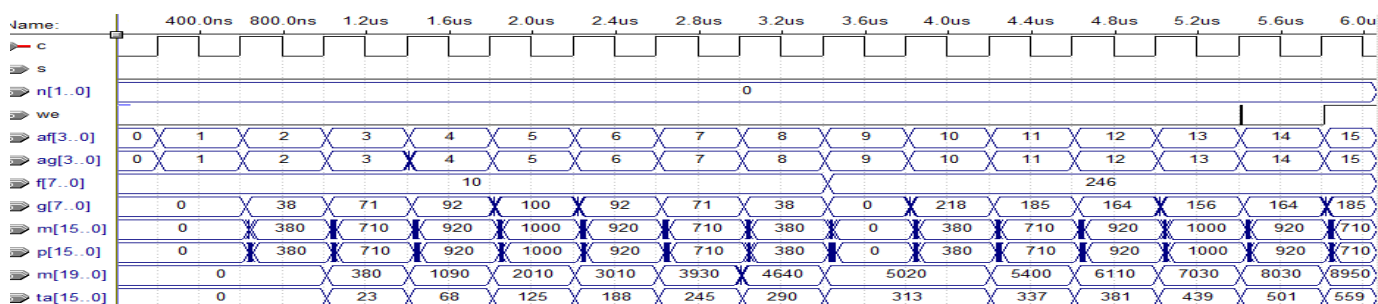 Name: 400.0ns 800.0ns 1.2us 1.6us 2.0us 2.4us 2.8us 3.2us 3.6us 4.0us 4.4us 4.8us 5.2us 5.6us 6.0u
c
s
n[1..0] 0
we
af[3..0] 0 1 2 3 4 5 6 7 8 9 10 11 12 13 14 15
ag[3..0] 0 1 2 3 4 5 6 7 8 9 10 11 12 13 14 15
f[7..0] 10 246
g[7..0] 0 38 71 92 100 92 71 38 0 218 185 164 156 164 185
m[15..0] 0 380 710 920 1000 920 710 380 0 380 710 920 1000 920 710
p[15..0] 0 380 710 920 1000 920 710 380 0 380 710 920 1000 920 710
m[19..0] 0 380 1090 2010 3010 3930 4640 5020 5400 6110 7030 8030 8950
ta[15..0] 0 23 68 125 188 245 290 313 337 381 439 501 559